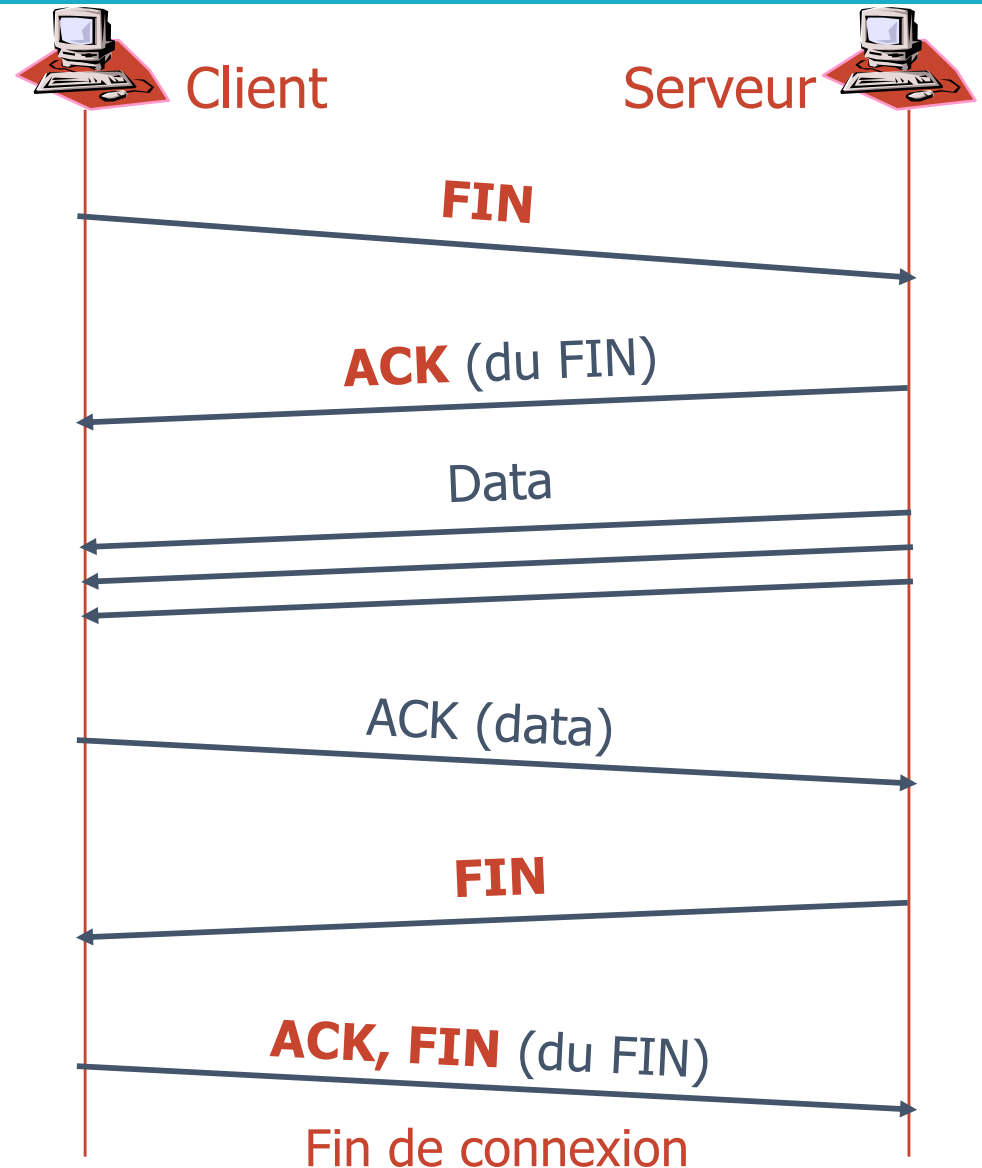 Client
Serveur
FIN
ACK (du FIN)
Data
ACK (data)
FIN
ACK, FIN (du FIN)
Fin de connexion